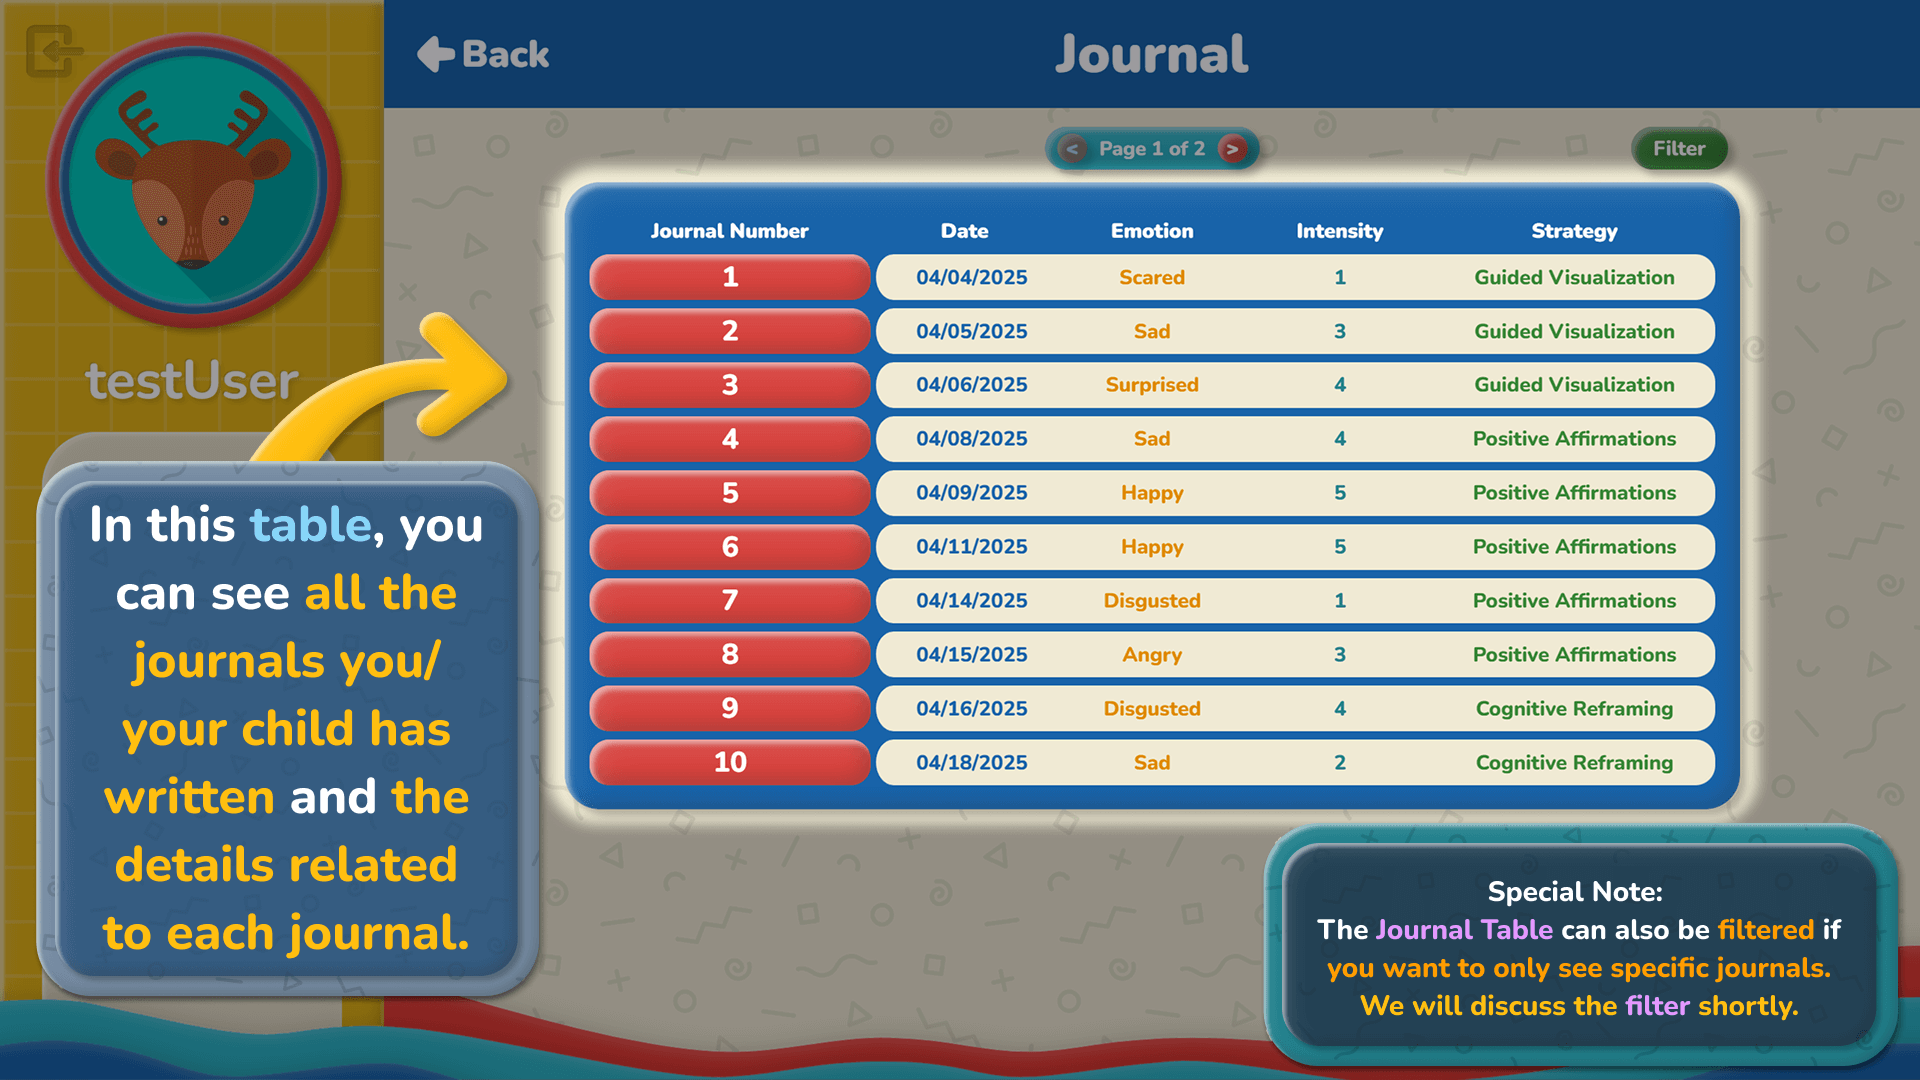 Back
Journal
< Page 1 of 2 >
Filter
testUser
Journal Number Date Emotion Intensity Strategy
1 04/04/2025 Scared 1 Guided Visualization
2 04/05/2025 Sad 3 Guided Visualization
3 04/06/2025 Surprised 4 Guided Visualization
4 04/08/2025 Sad 4 Positive Affirmations
5 04/09/2025 Happy 5 Positive Affirmations
6 04/11/2025 Happy 5 Positive Affirmations
7 04/14/2025 Disgusted 1 Positive Affirmations
8 04/15/2025 Angry 3 Positive Affirmations
9 04/16/2025 Disgusted 4 Cognitive Reframing
10 04/18/2025 Sad 2 Cognitive Reframing
In this table, you
can see all the
journals you/
your child has
written and the
details related
to each journal.
Special Note:
The Journal Table can also be filtered if
you want to only see specific journals.
We will discuss the filter shortly.